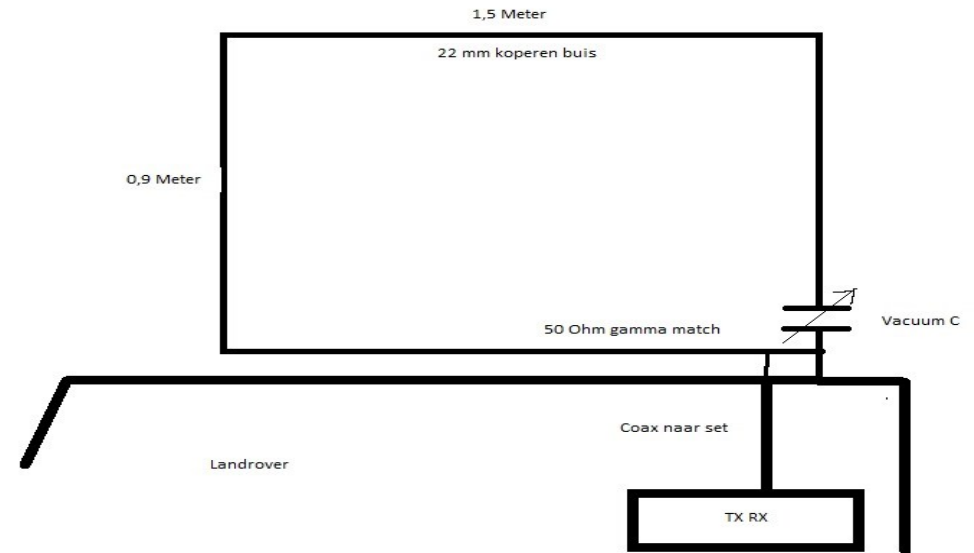 1,5 Meter
22 mm koperen buis
0,9 Meter
50 Ohm gamma match
Vacuum C
Coax naar set
Landrover
TX RX